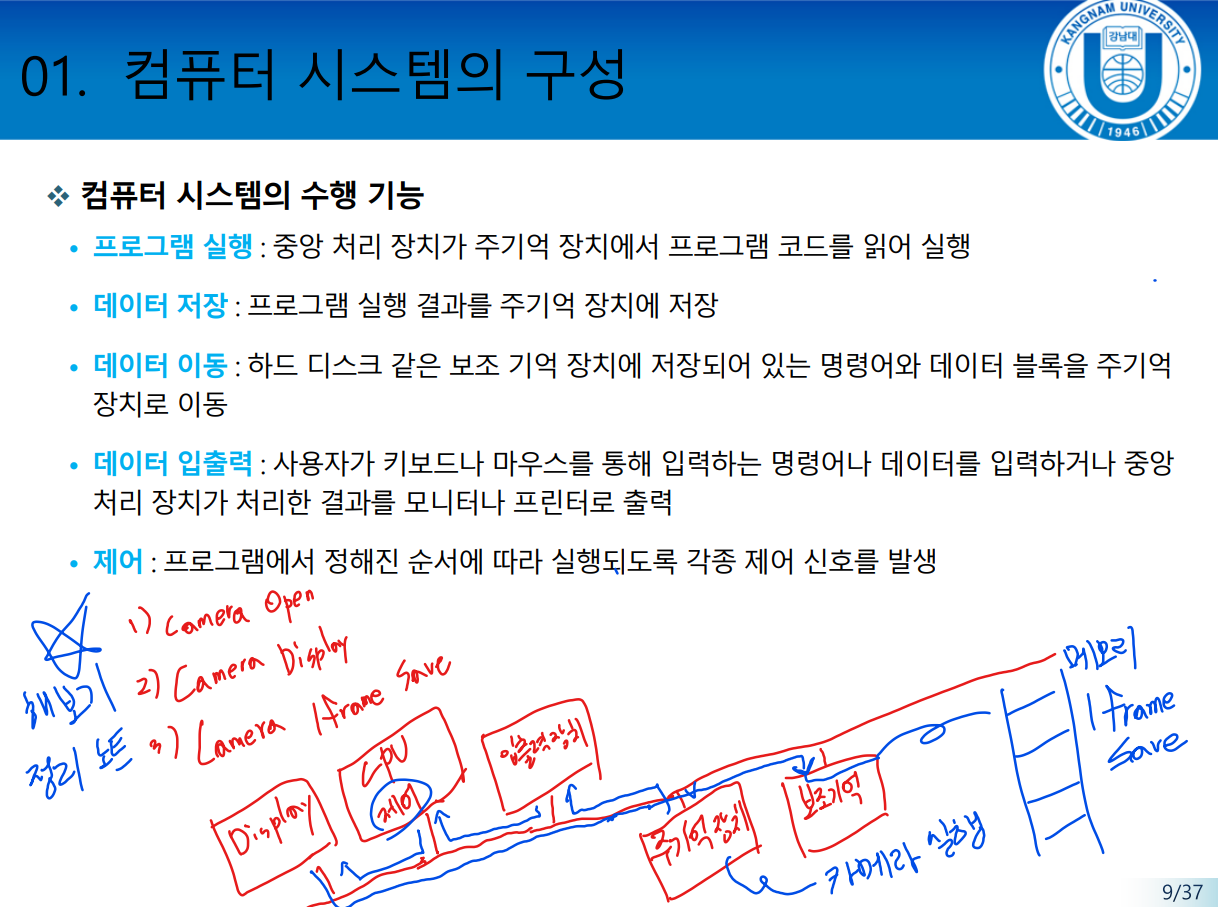 01. 컴퓨터 시스템의 구성
KANGNAM UNIVERSITY
강남대
1946
컴퓨터 시스템의 수행 기능
프로그램 실행 : 중앙 처리 장치가 주기억 장치에서 프로그램 코드를 읽어 실행
데이터 저장 : 프로그램 실행 결과를 주기억 장치에 저장
데이터 이동 : 하드 디스크 같은 보조 기억 장치에 저장되어 있는 명령어와 데이터 블록을 주기억
장치로 이동
데이터 입출력 : 사용자가 키보드나 마우스를 통해 입력하는 명령어나 데이터를 입력하거나 중앙
처리 장치가 처리한 결과를 모니터나 프린터로 출력
제어 : 프로그램에서 정해진 순서에 따라 실행되도록 각종 제어 신호를 발생
해보기
정리 노트
1) Camera Open
2) Camera Display
3) Camera 1frame Save
Display
CPU
제어
입출력장치
주기억장치
보조기억
카메라 실행
메모리
1 frame
Save
9/37